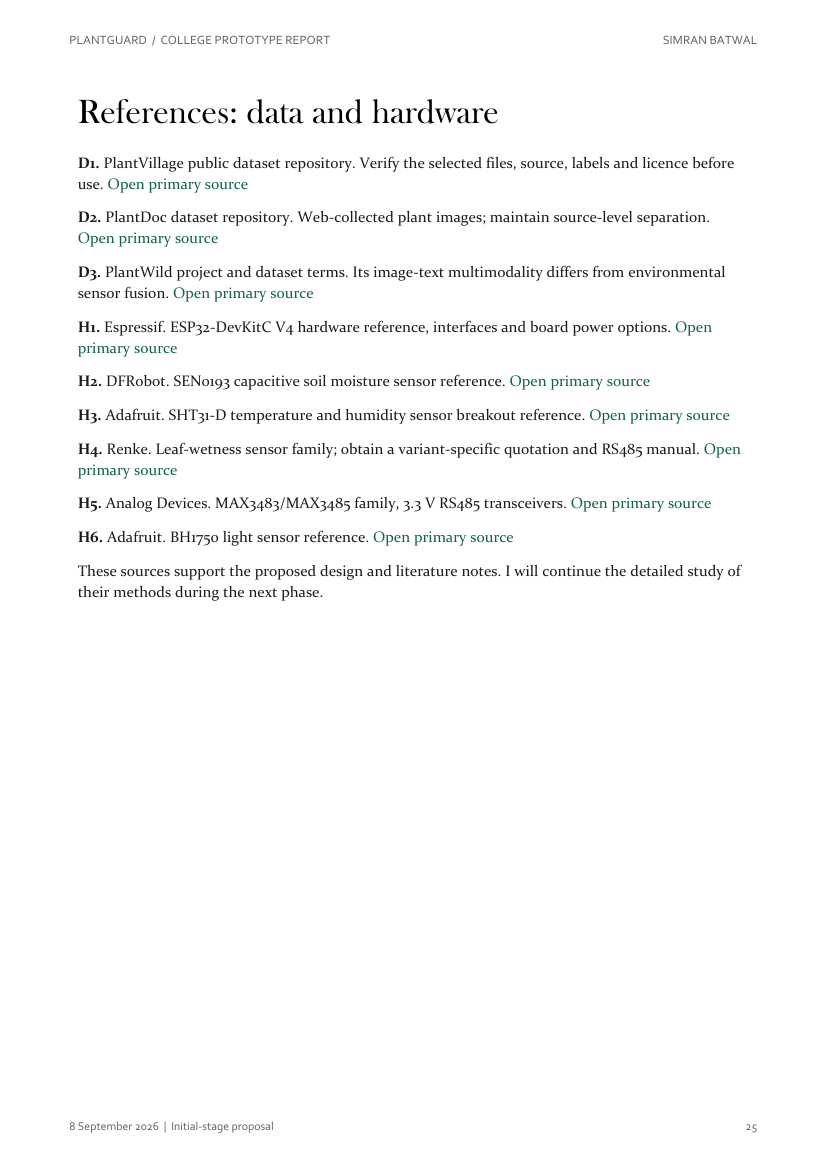 PLANTGUARD / COLLEGE PROTOTYPE REPORT
SIMRAN BATWAL
References: data and hardware
D1. PlantVillage public dataset repository. Verify the selected files, source, labels and licence before
use. Open primary source
D2. PlantDoc dataset repository. Web-collected plant images; maintain source-level separation.
Open primary source
D3. PlantWild project and dataset terms. Its image-text multimodality differs from environmental
sensor fusion. Open primary source
H1. Espressif. ESP32-DevKitC V4 hardware reference, interfaces and board power options. Open
primary source
H2. DFRobot. SEN0193 capacitive soil moisture sensor reference. Open primary source
H3. Adafruit. SHT31-D temperature and humidity sensor breakout reference. Open primary source
H4. Renke. Leaf-wetness sensor family; obtain a variant-specific quotation and RS485 manual. Open
primary source
H5. Analog Devices. MAX3483/MAX3485 family, 3.3 V RS485 transceivers. Open primary source
H6. Adafruit. BH1750 light sensor reference. Open primary source
These sources support the proposed design and literature notes. I will continue the detailed study of
their methods during the next phase.
8 September 2026 | Initial-stage proposal
25